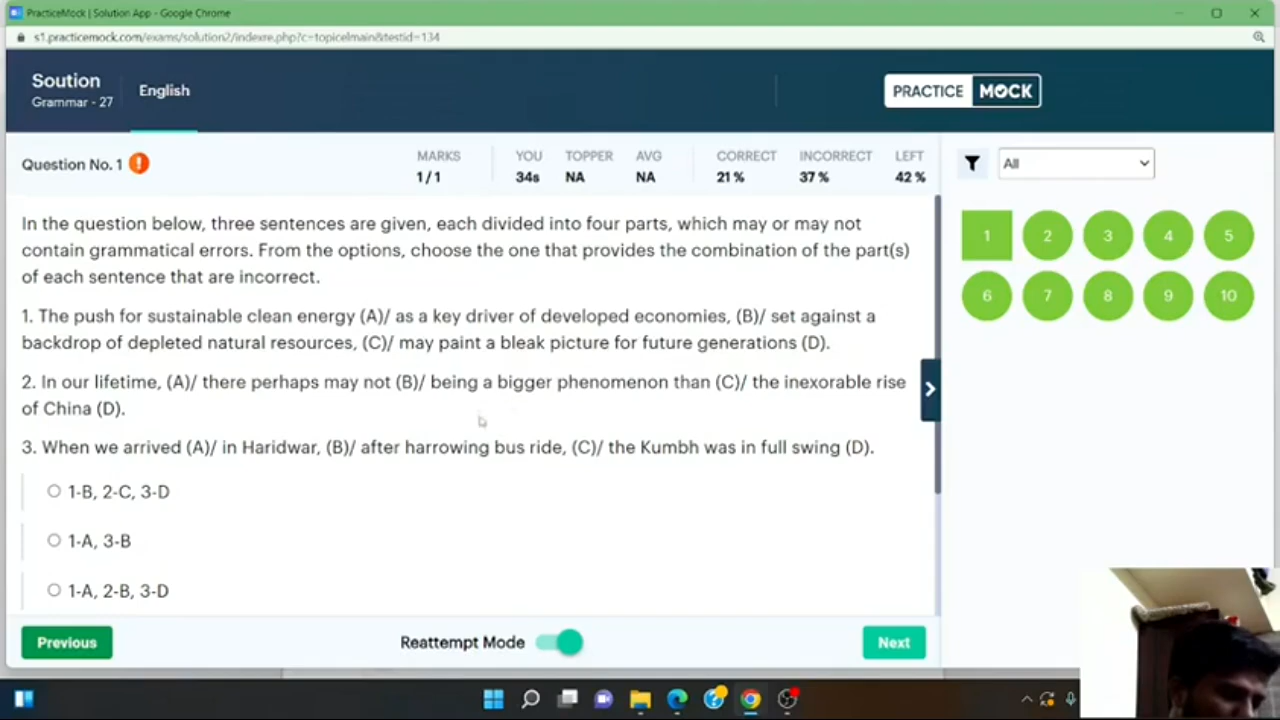 PracticeMock | Solution App - Google Chrome
s1.practicemock.com/exams/solution2/indexre.php?c=topicelmain&testid=134
Soution
Grammar - 27
English
PRACTICE MOCK
Question No. 1
MARKS
1 / 1
YOU
34s
TOPPER
NA
AVG
NA
CORRECT
21 %
INCORRECT
37 %
LEFT
42 %
All
In the question below, three sentences are given, each divided into four parts, which may or may not
contain grammatical errors. From the options, choose the one that provides the combination of the part(s)
of each sentence that are incorrect.
1. The push for sustainable clean energy (A)/ as a key driver of developed economies, (B)/ set against a
backdrop of depleted natural resources, (C)/ may paint a bleak picture for future generations (D).
2. In our lifetime, (A)/ there perhaps may not (B)/ being a bigger phenomenon than (C)/ the inexorable rise
of China (D).
3. When we arrived (A)/ in Haridwar, (B)/ after harrowing bus ride, (C)/ the Kumbh was in full swing (D).
1-B, 2-C, 3-D
1-A, 3-B
1-A, 2-B, 3-D
1 2 3 4 5
6 7 8 9 10
Previous
Reattempt Mode
Next